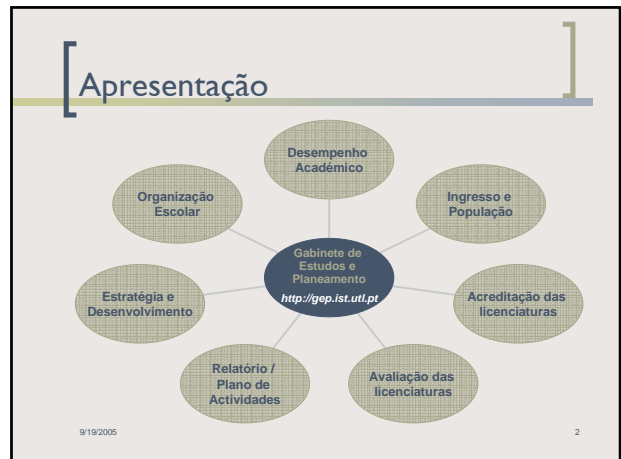 Apresentação
Desempenho
Académico
Organização
Escolar
Ingresso e
População
Gabinete de
Estudos e
Planeamento
http://gep.ist.utl.pt
Estratégia e
Desenvolvimento
Acreditação das
licenciaturas
Relatório /
Plano de
Actividades
Avaliação das
licenciaturas
9/19/2005
2